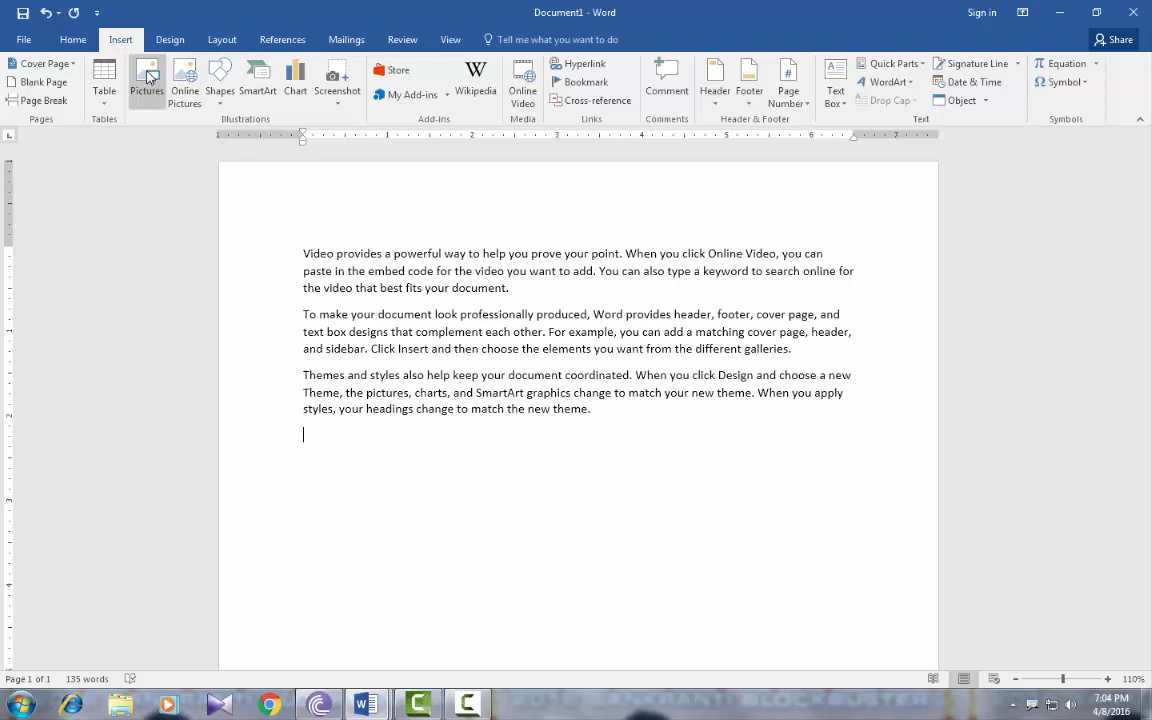 Document1 - Word
Sign in
File Home Insert Design Layout References Mailings Review View Tell me what you want to do Share
Cover Page
Blank Page
Page Break
Pages
Table
Tables
Pictures
Online Pictures
Shapes
SmartArt
Chart
Screenshot
Illustrations
Store
My Add-ins
Wikipedia
Add-ins
Online Video
Media
Hyperlink
Bookmark
Cross-reference
Links
Comment
Comments
Header
Footer
Page Number
Header & Footer
Text Box
Quick Parts
WordArt
Drop Cap
Signature Line
Date & Time
Object
Text
Equation
Symbol
Symbols
1 1 2 3 4 5 6 7
Video provides a powerful way to help you prove your point. When you click Online Video, you can
paste in the embed code for the video you want to add. You can also type a keyword to search online for
the video that best fits your document.
To make your document look professionally produced, Word provides header, footer, cover page, and
text box designs that complement each other. For example, you can add a matching cover page, header,
and sidebar. Click Insert and then choose the elements you want from the different galleries.
Themes and styles also help keep your document coordinated. When you click Design and choose a new
Theme, the pictures, charts, and SmartArt graphics change to match your new theme. When you apply
styles, your headings change to match the new theme.
Page 1 of 1 135 words
110%
7:04 PM
4/8/2016